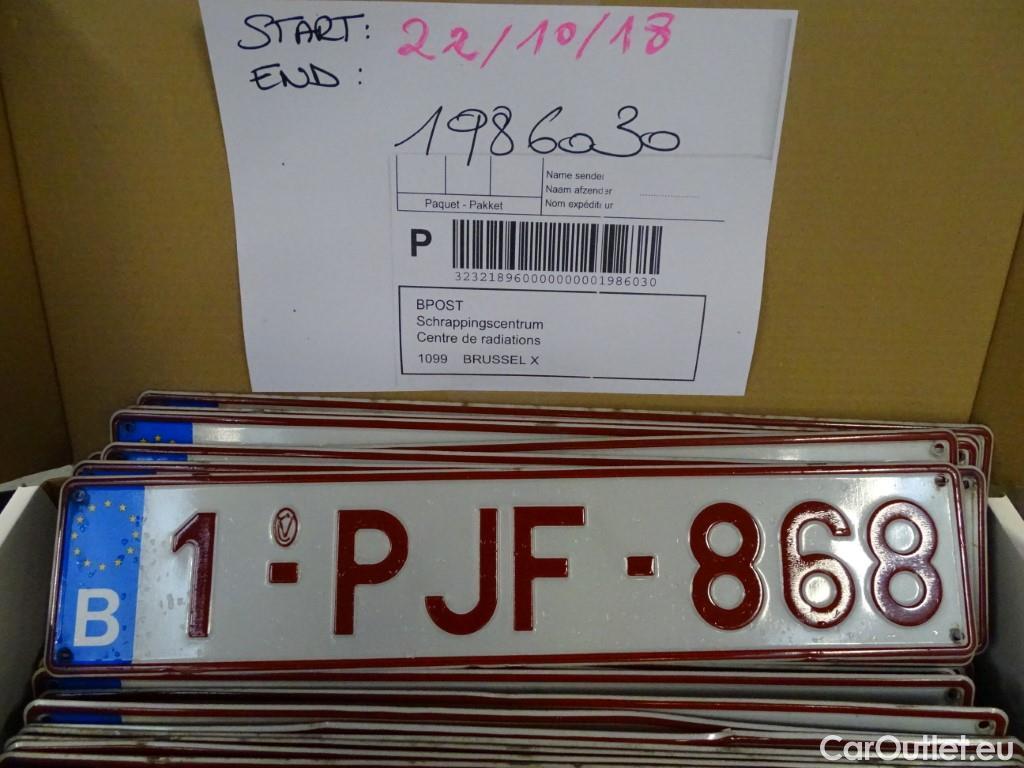 START: 22/10/18
END:
1986030
Name sender
Naam afzender
Nom expéditeur
Paquet - Pakket
P
323218960000000001986030
BPOST
Schrappingscentrum
Centre de radiations
1099 BRUSSEL X
B 1-PJF-868
CarOutlet.eu